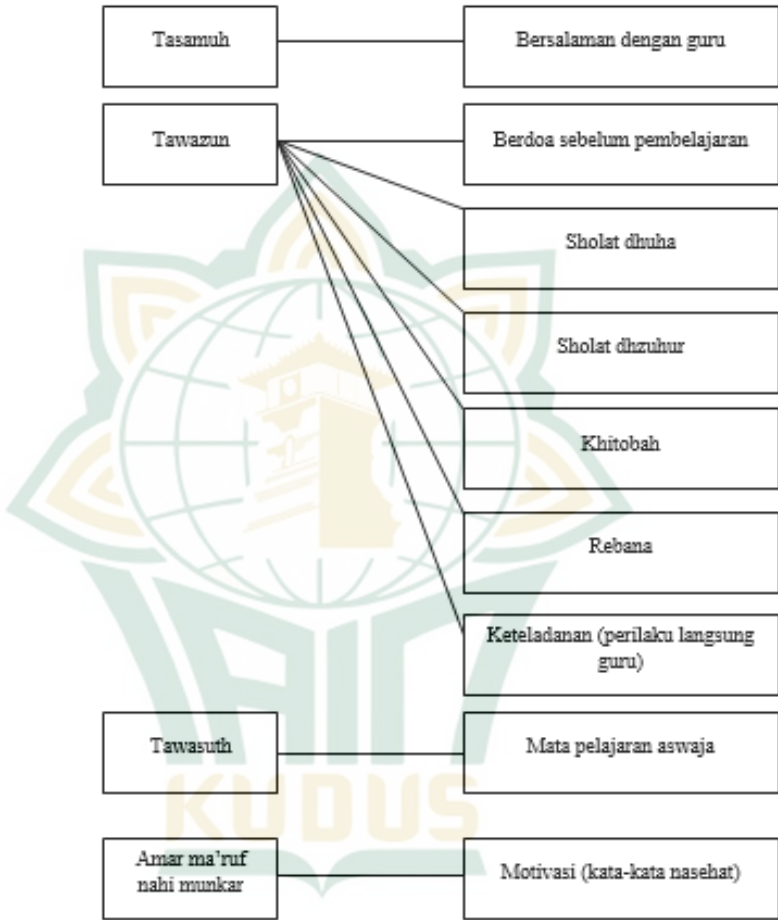 Tasamuh
Bersalaman dengan guru
Tawazun
Berdoa sebelum pembelajaran
Sholat dhuha
Sholat dhzuhur
Khitobah
Rebana
Keteladanan (perilaku langsung
guru)
Tawasuth
Mata pelajaran aswaja
Amar ma'ruf
nahi munkar
Motivasi (kata-kata nasehat)
IAIN
KUDUS